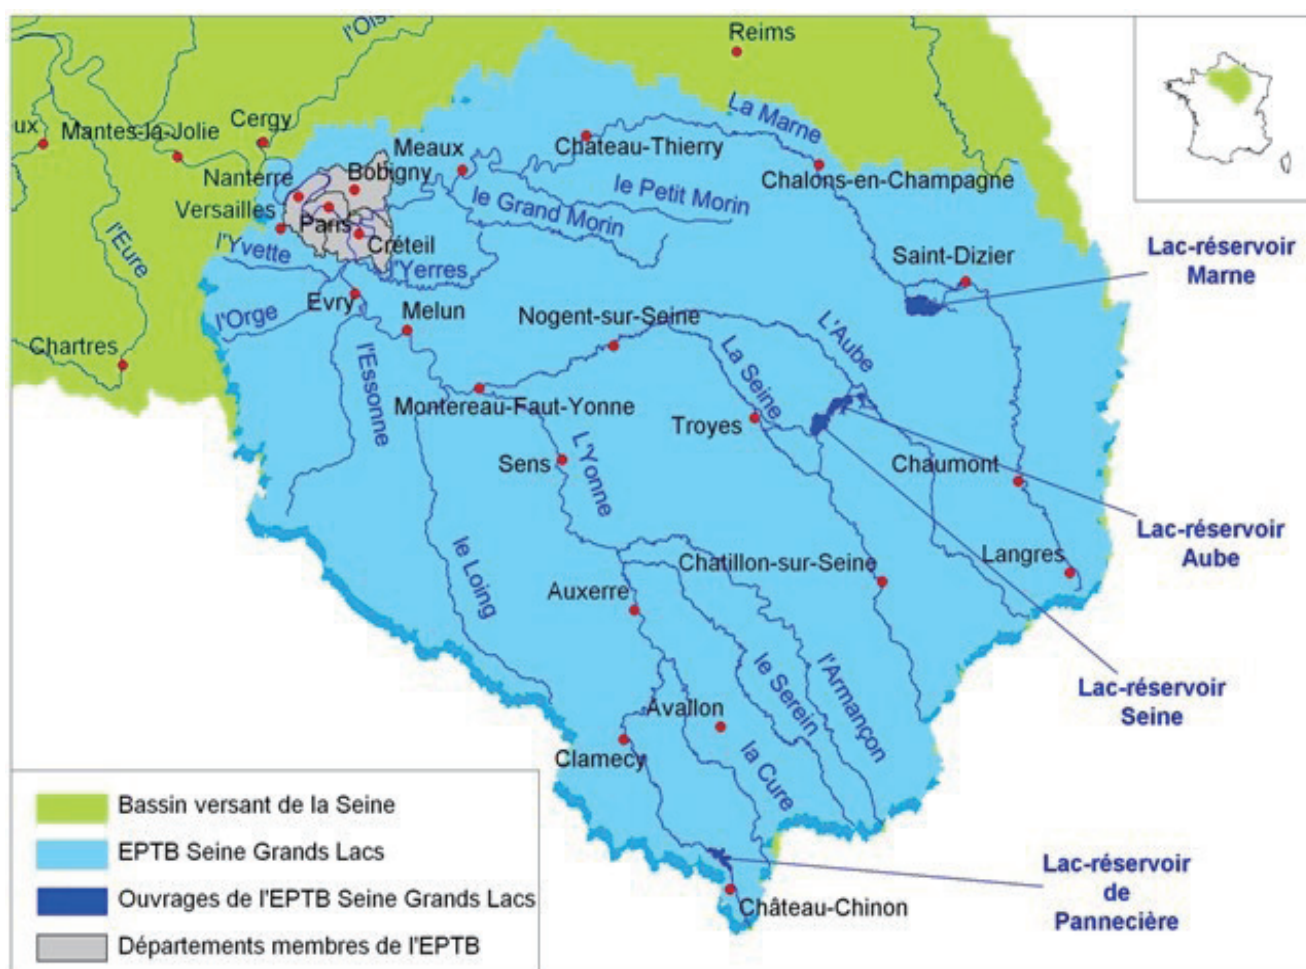 l'Ois
Reims
La Marne
Cergy
ux
Mantes-la-Jolie
Château-Thierry
Meaux
Nanterre
Bobigny
Chalons-en-Champagne
le Petit Morin
le Grand Morin
Versailles
Paris
Créteil
l'Yvette
l'Eure
l'Yerres
Lac-réservoir
Marne
Saint-Dizier
Evry
Melun
Nogent-sur-Seine
l'Orge
L'Aube
Chartres
l'Essonne
La Seine
Montereau-Faut-Yonne
Troyes
Sens
L'Yonne
Chaumont
Lac-réservoir
Aube
le Loing
Chatillon-sur-Seine
Langres
Auxerre
l'Armançon
le Serein
Lac-réservoir
Seine
Avallon
Clamecy
la Cure
Lac-réservoir
de
Pannecière
Château-Chinon
Bassin versant de la Seine
EPTB Seine Grands Lacs
Ouvrages de l'EPTB Seine Grands Lacs
Départements membres de l'EPTB